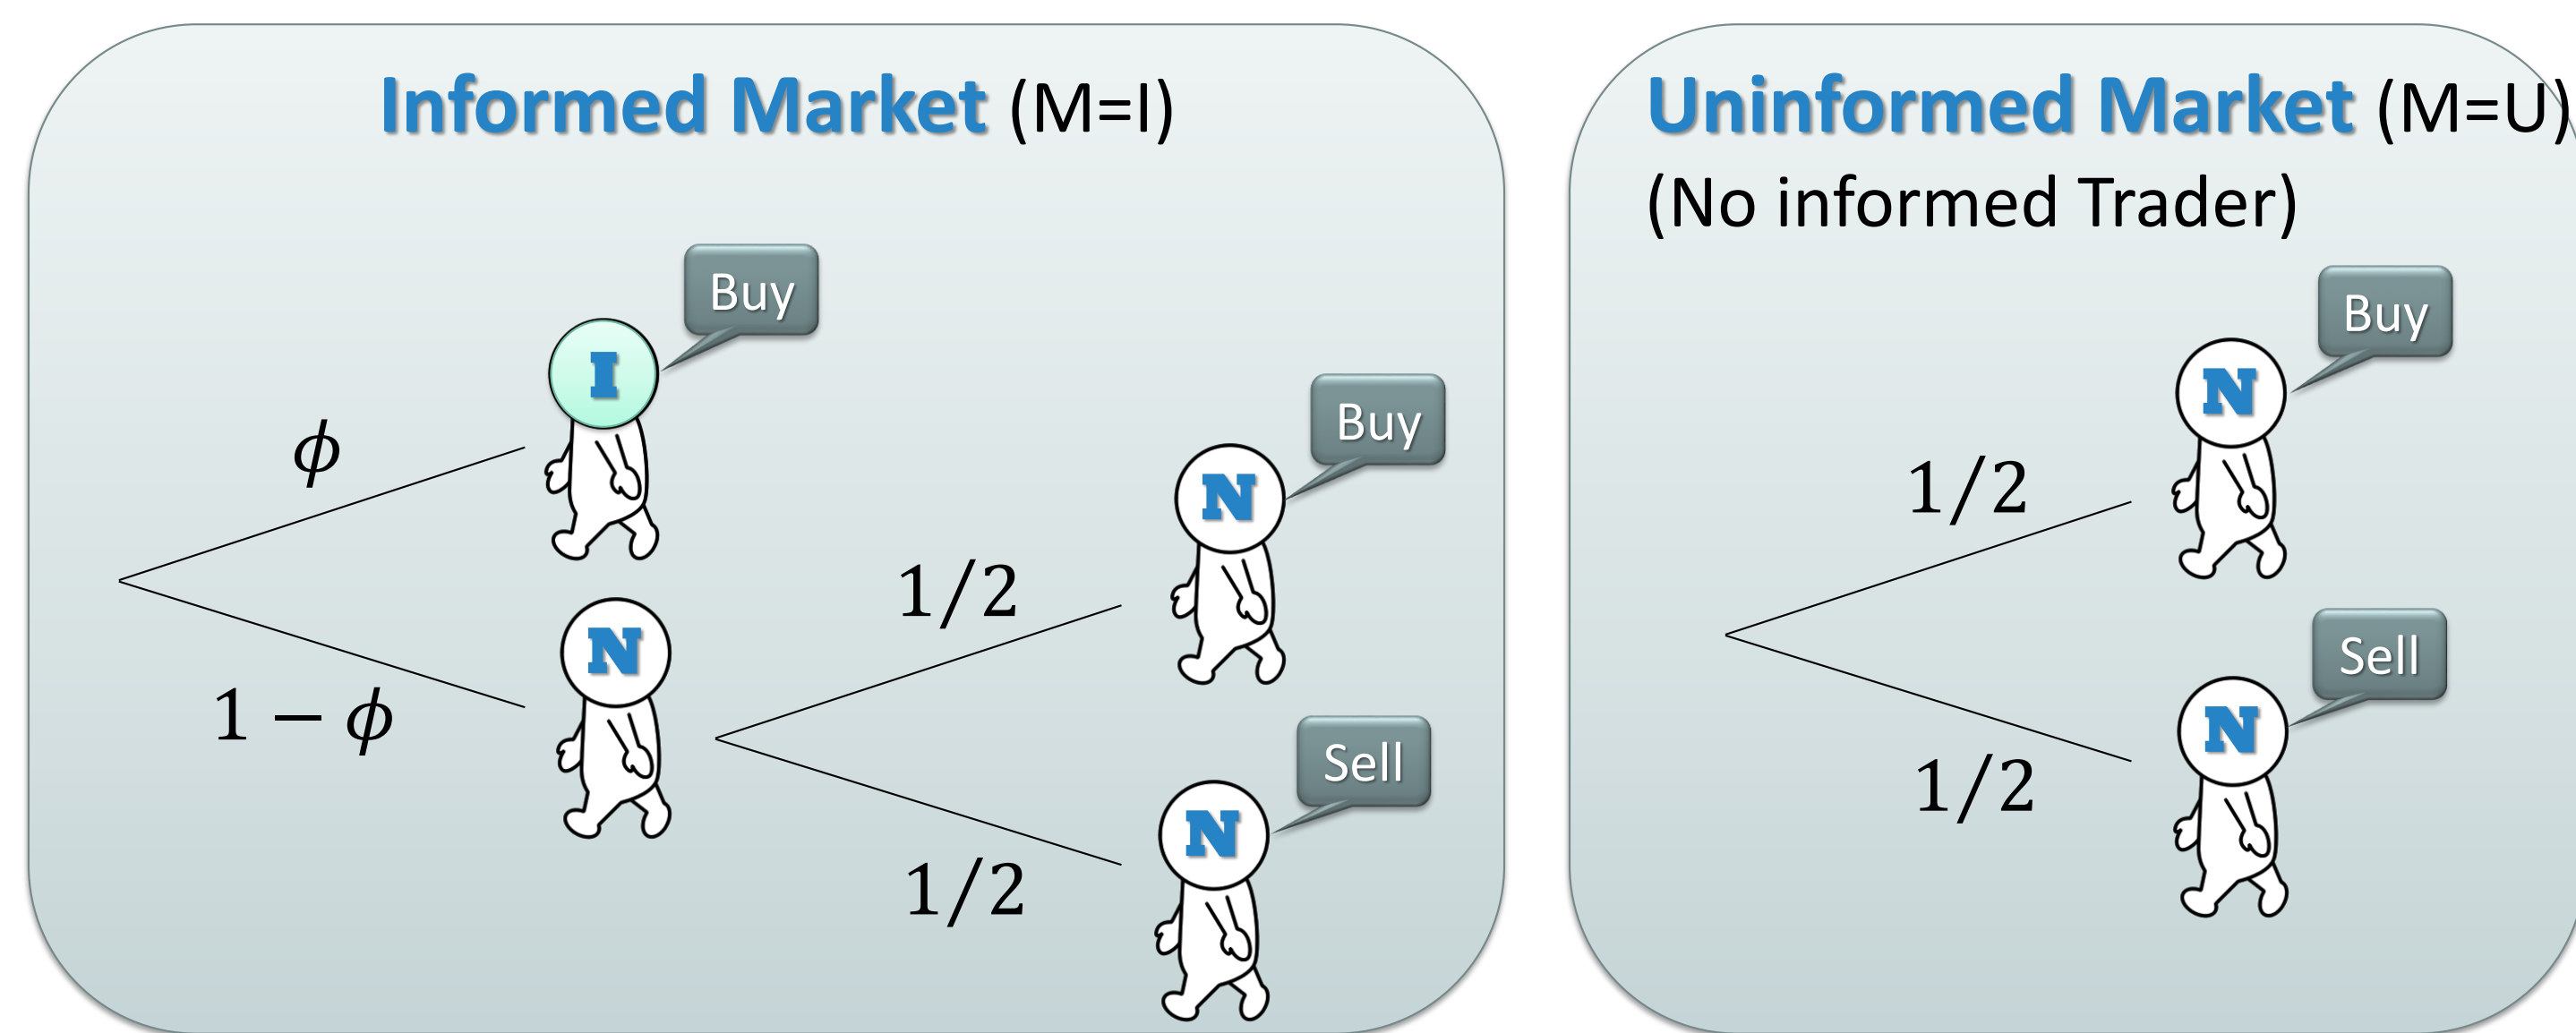 Informed Market (M=I)
Buy
I
ϕ
N
1 − ϕ
Buy
N
1/2
Sell
N
1/2
Uninformed Market (M=U)
(No informed Trader)
Buy
N
1/2
Sell
N
1/2